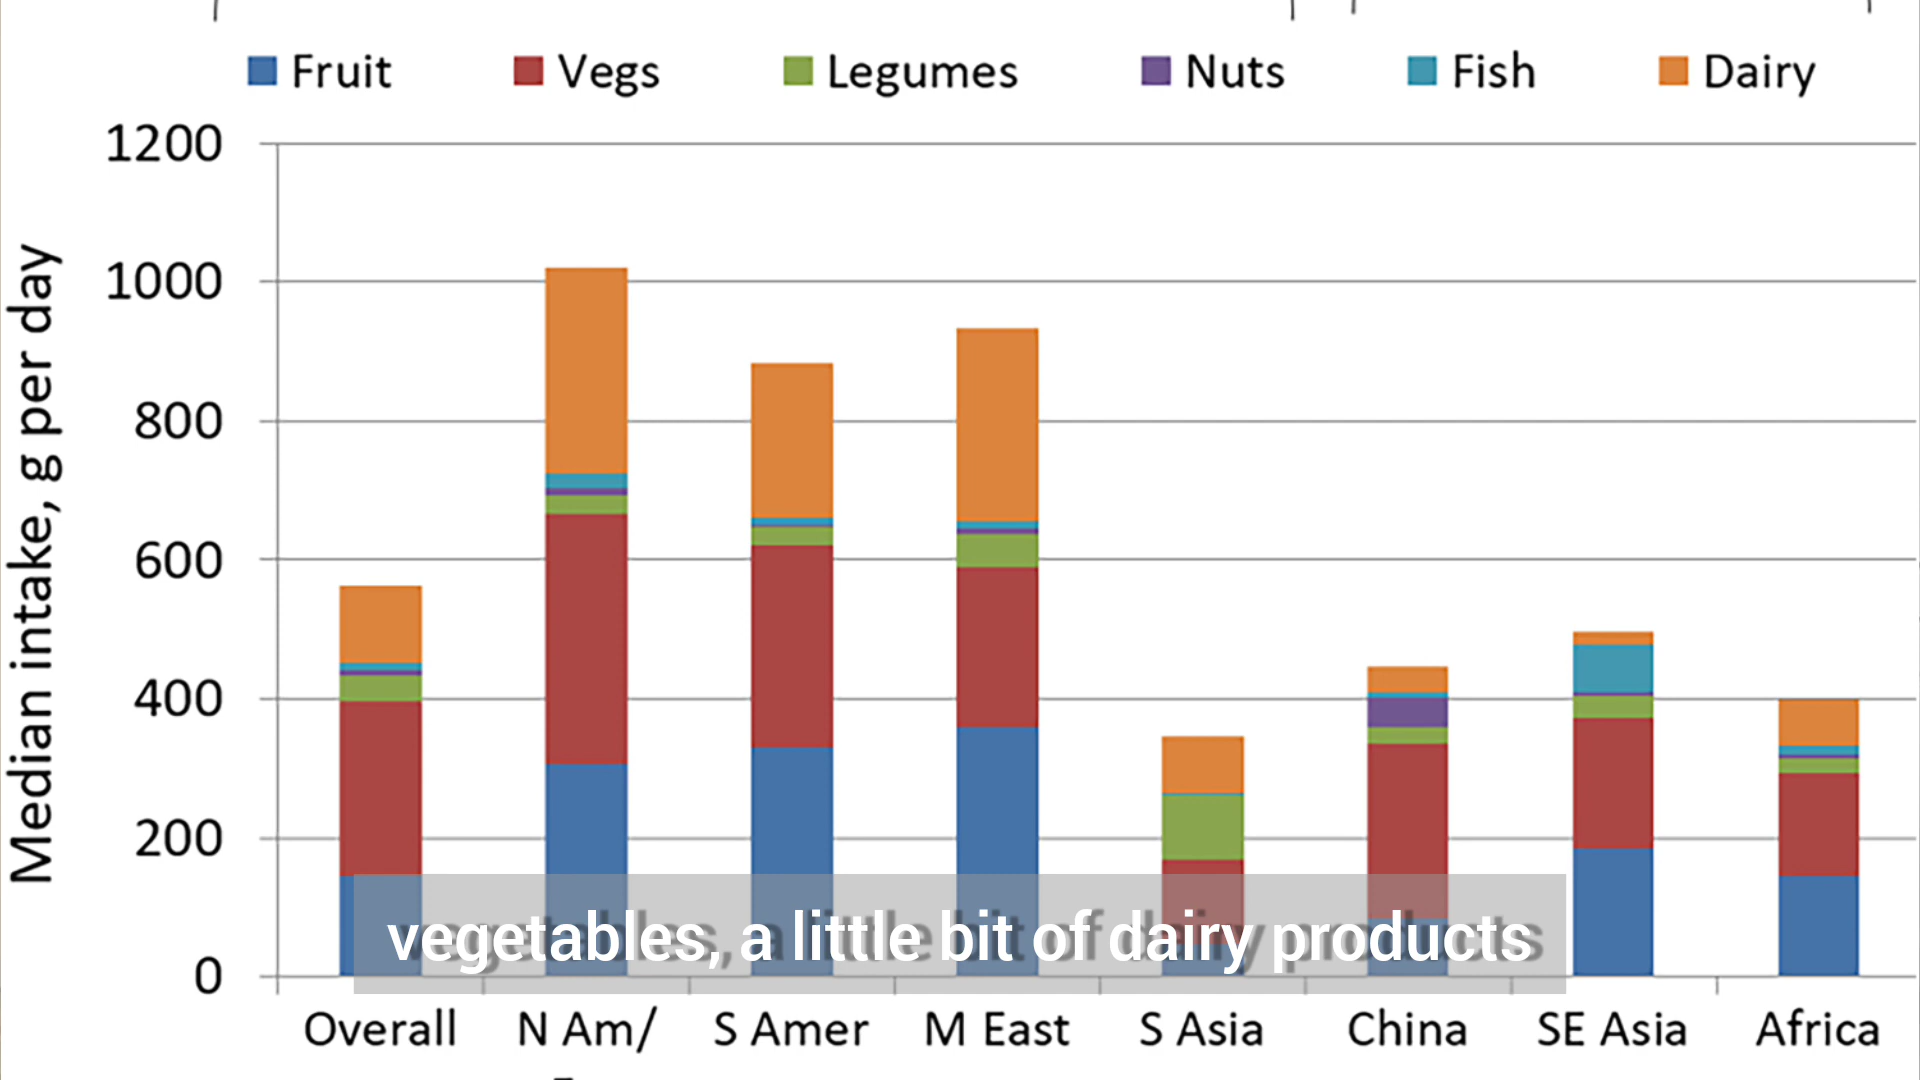 Fruit Vegs Legumes Nuts Fish Dairy
1200
1000
800
600
400
200
0
Median intake, g per day
vegetables, a little bit of dairy products
Overall N Am/ S Amer M East S Asia China SE Asia Africa